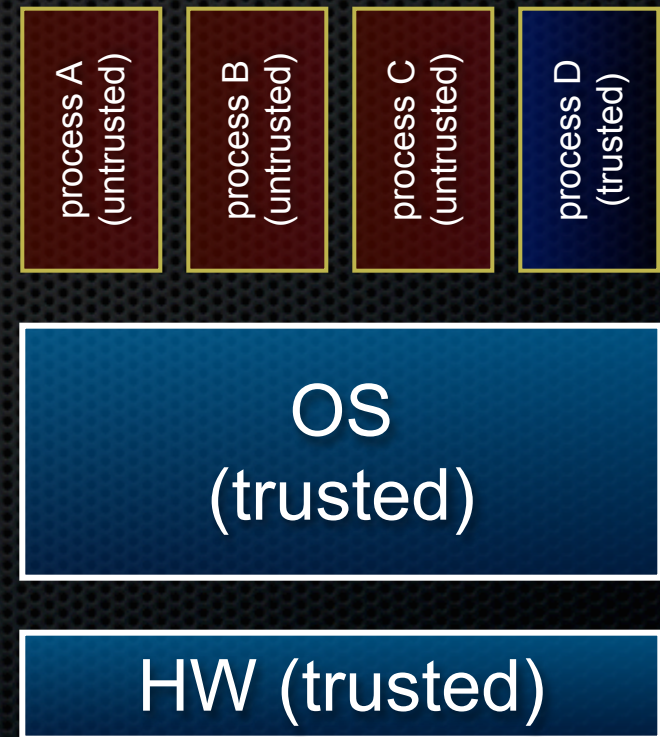 process A
(untrusted)
process B
(untrusted)
process C
(untrusted)
process D
(trusted)
OS
(trusted)
HW (trusted)